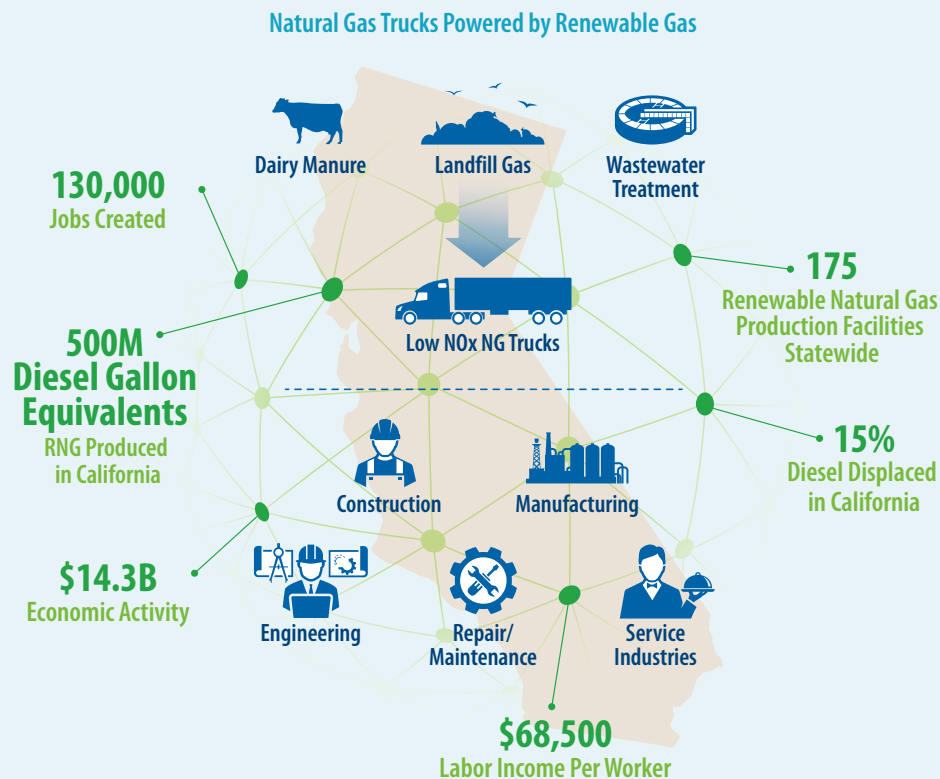 Natural Gas Trucks Powered by Renewable Gas
Dairy Manure
Landfill Gas
Wastewater
Treatment
130,000
Jobs Created
175
Renewable Natural Gas
Production Facilities
Statewide
Low NOx NG Trucks
500M
Diesel Gallon
Equivalents
RNG Produced
in California
15%
Diesel Displaced
in California
Construction
Manufacturing
$14.3B
Economic Activity
Engineering
Repair/
Maintenance
Service
Industries
$68,500
Labor Income Per Worker